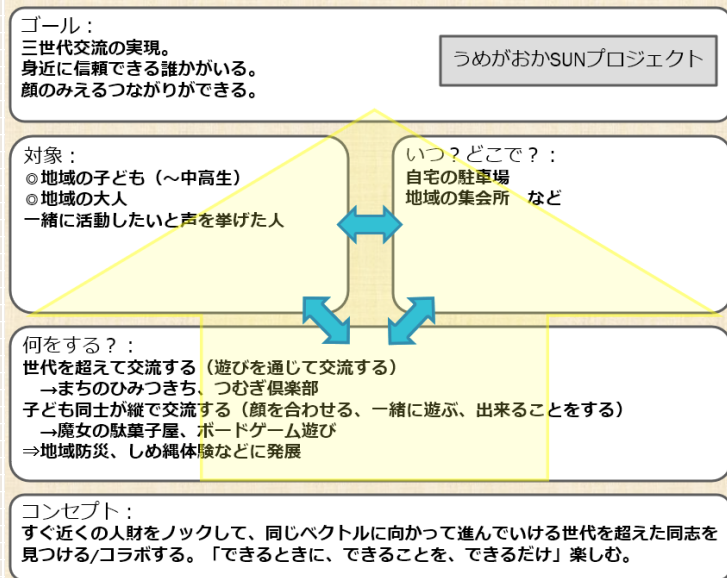 ゴール：
三世代交流の実現。
身近に信頼できる誰かがいる。
顔のみえるつながりができる。
うめがおかSUNプロジェクト
対象：
◎地域の子ども（～中高生）
◎地域の大人
一緒に活動したいと声を挙げた人
いつ？どこで？：
自宅の駐車場
地域の集会所　など
何をする？：
世代を超えて交流する（遊びを通じて交流する）
→まちのひみつきち、つむぎ倶楽部
子ども同士が縦で交流する（顔を合わせる、一緒に遊ぶ、出来ることをする）
→魔女の駄菓子屋、ボードゲーム遊び
⇒地域防災、しめ縄体験などに発展
コンセプト：
すぐ近くの人財をノックして、同じベクトルに向かって進んでいける世代を超えた同志を
見つける/コラボする。「できるときに、できることを、できるだけ」楽しむ。